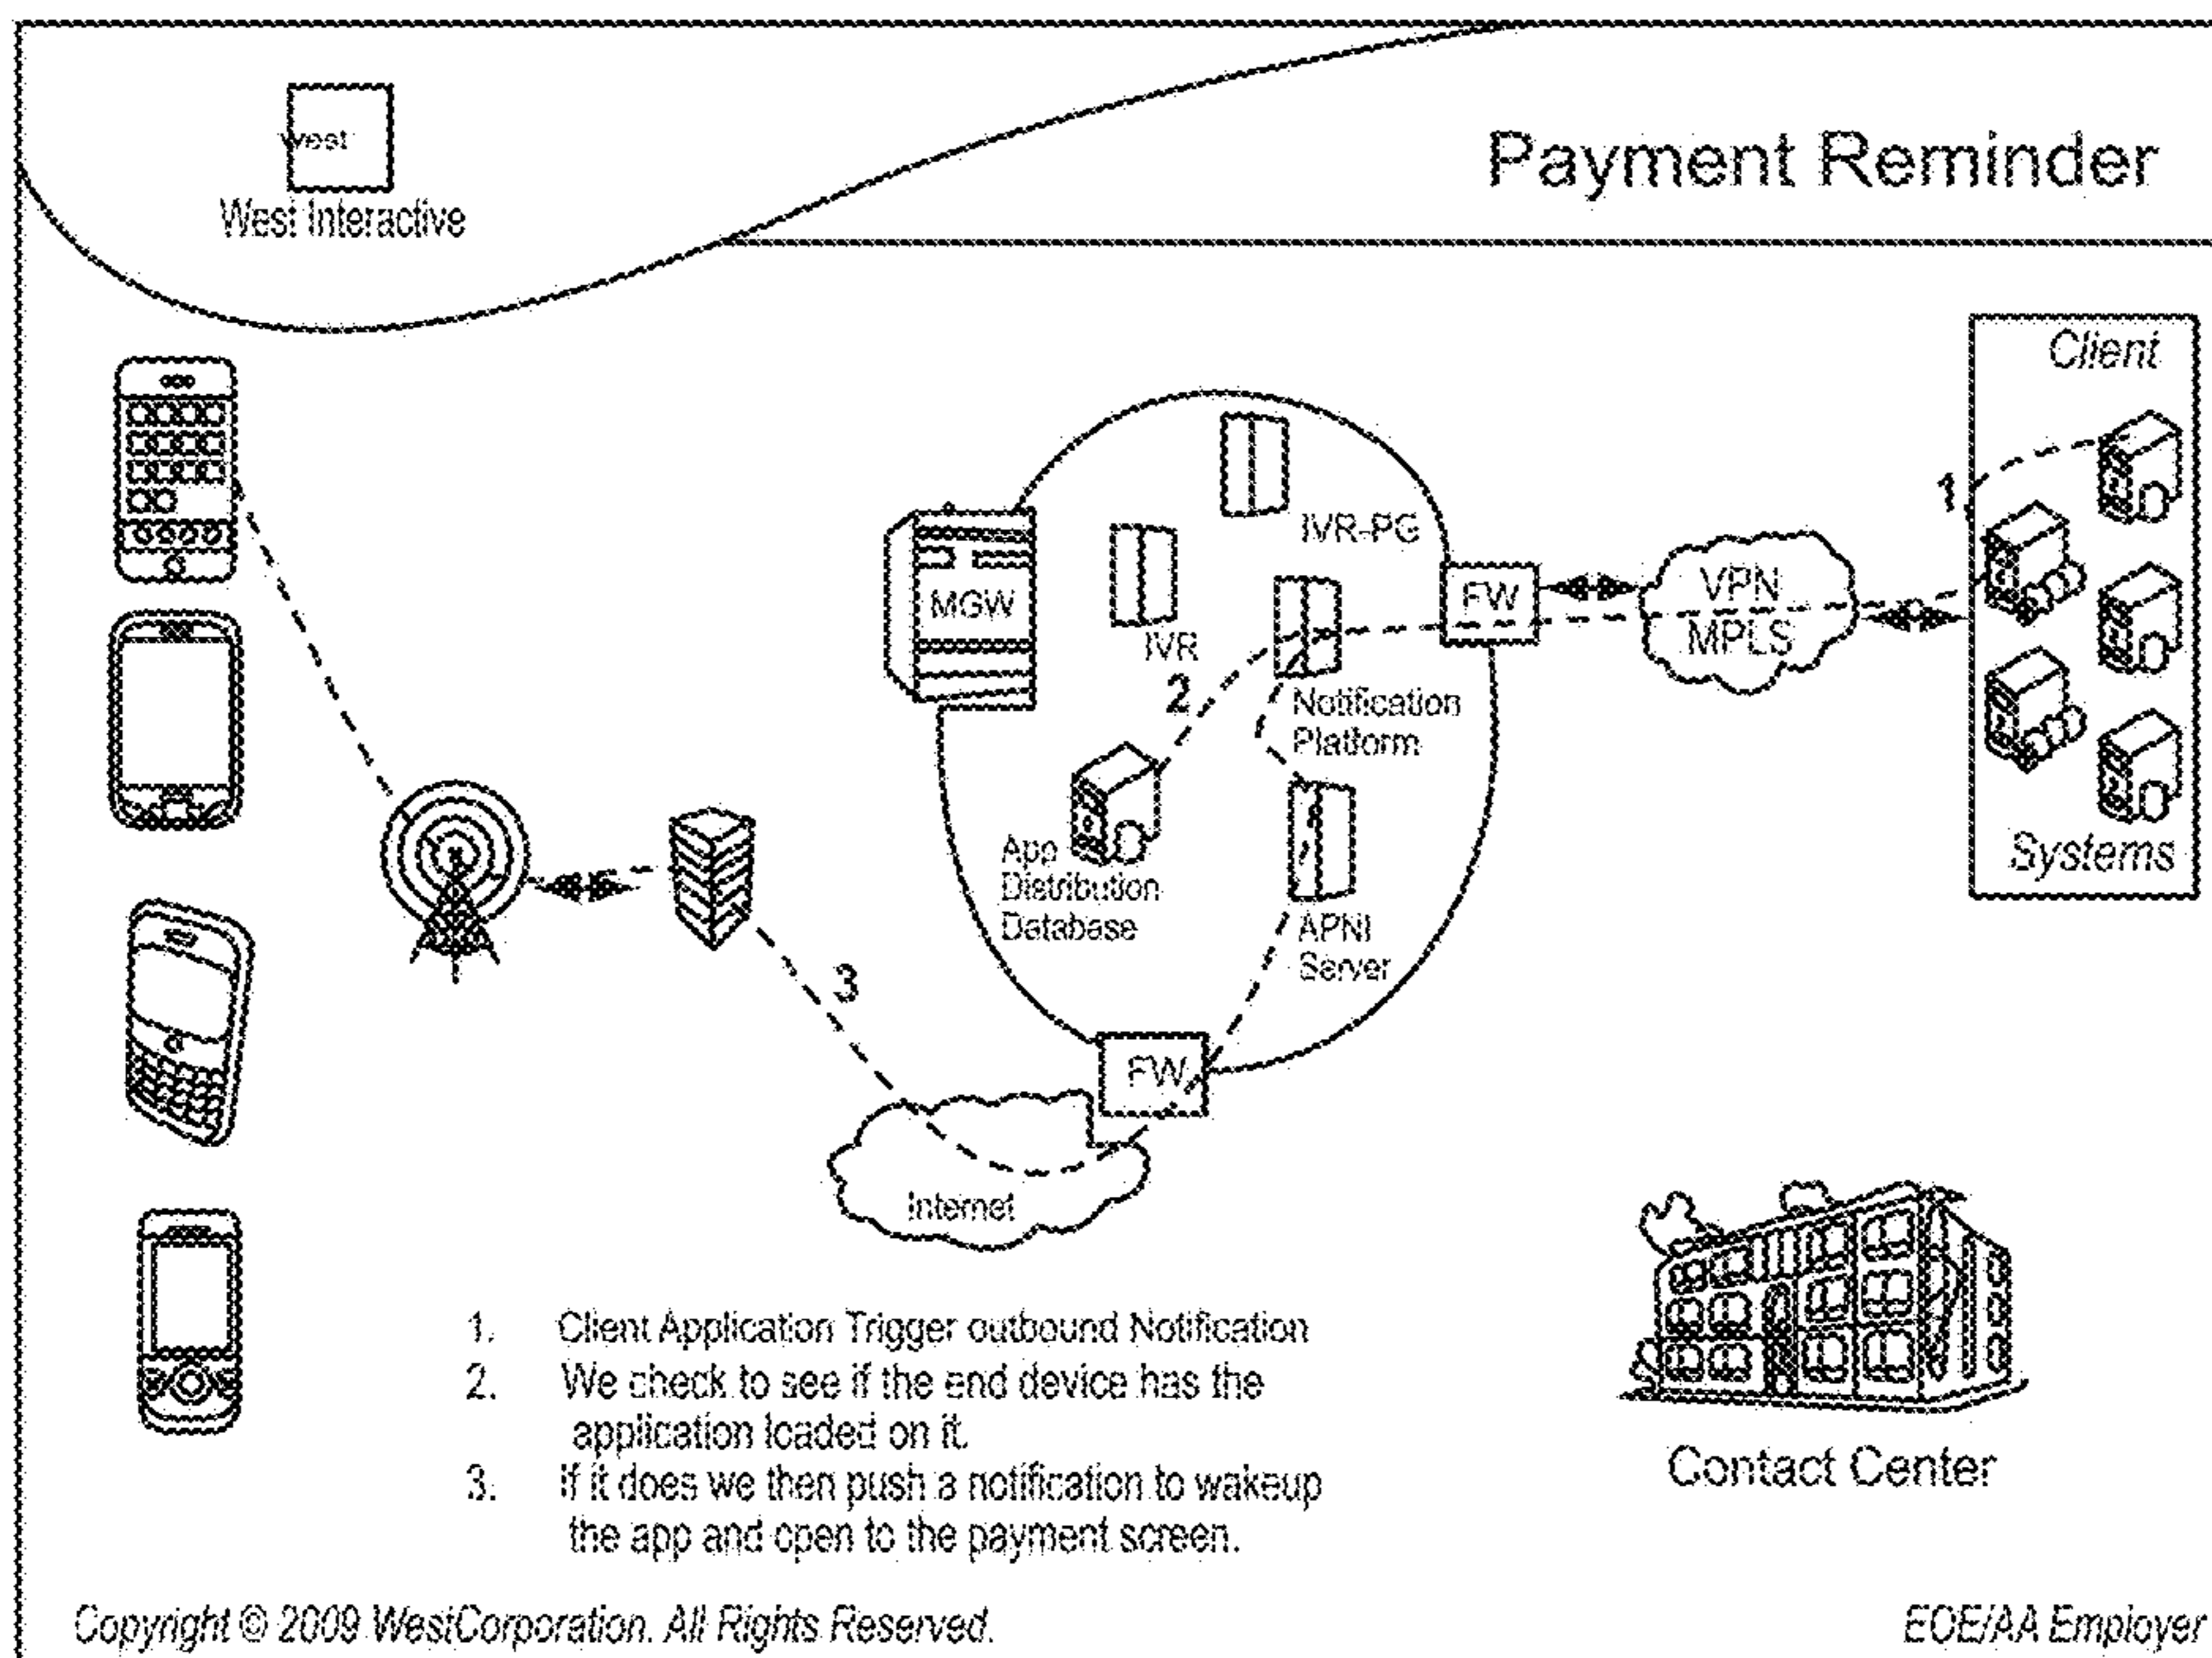 west
West Interactive
Payment Reminder
Client
1
IVR-PG
MGW
FW
VPN
MPLS
IVR
2
Notification
Platform
App
Distribution
Database
Systems
APNI
Server
3
FW
Internet
1. Client Application Trigger outbound Notification
2. We check to see if the end device has the
application loaded on it.
3. If it does we then push a notification to wakeup
the app and open to the payment screen.
Contact Center
Copyright © 2009 WestCorporation. All Rights Reserved.
EOE/AA Employer